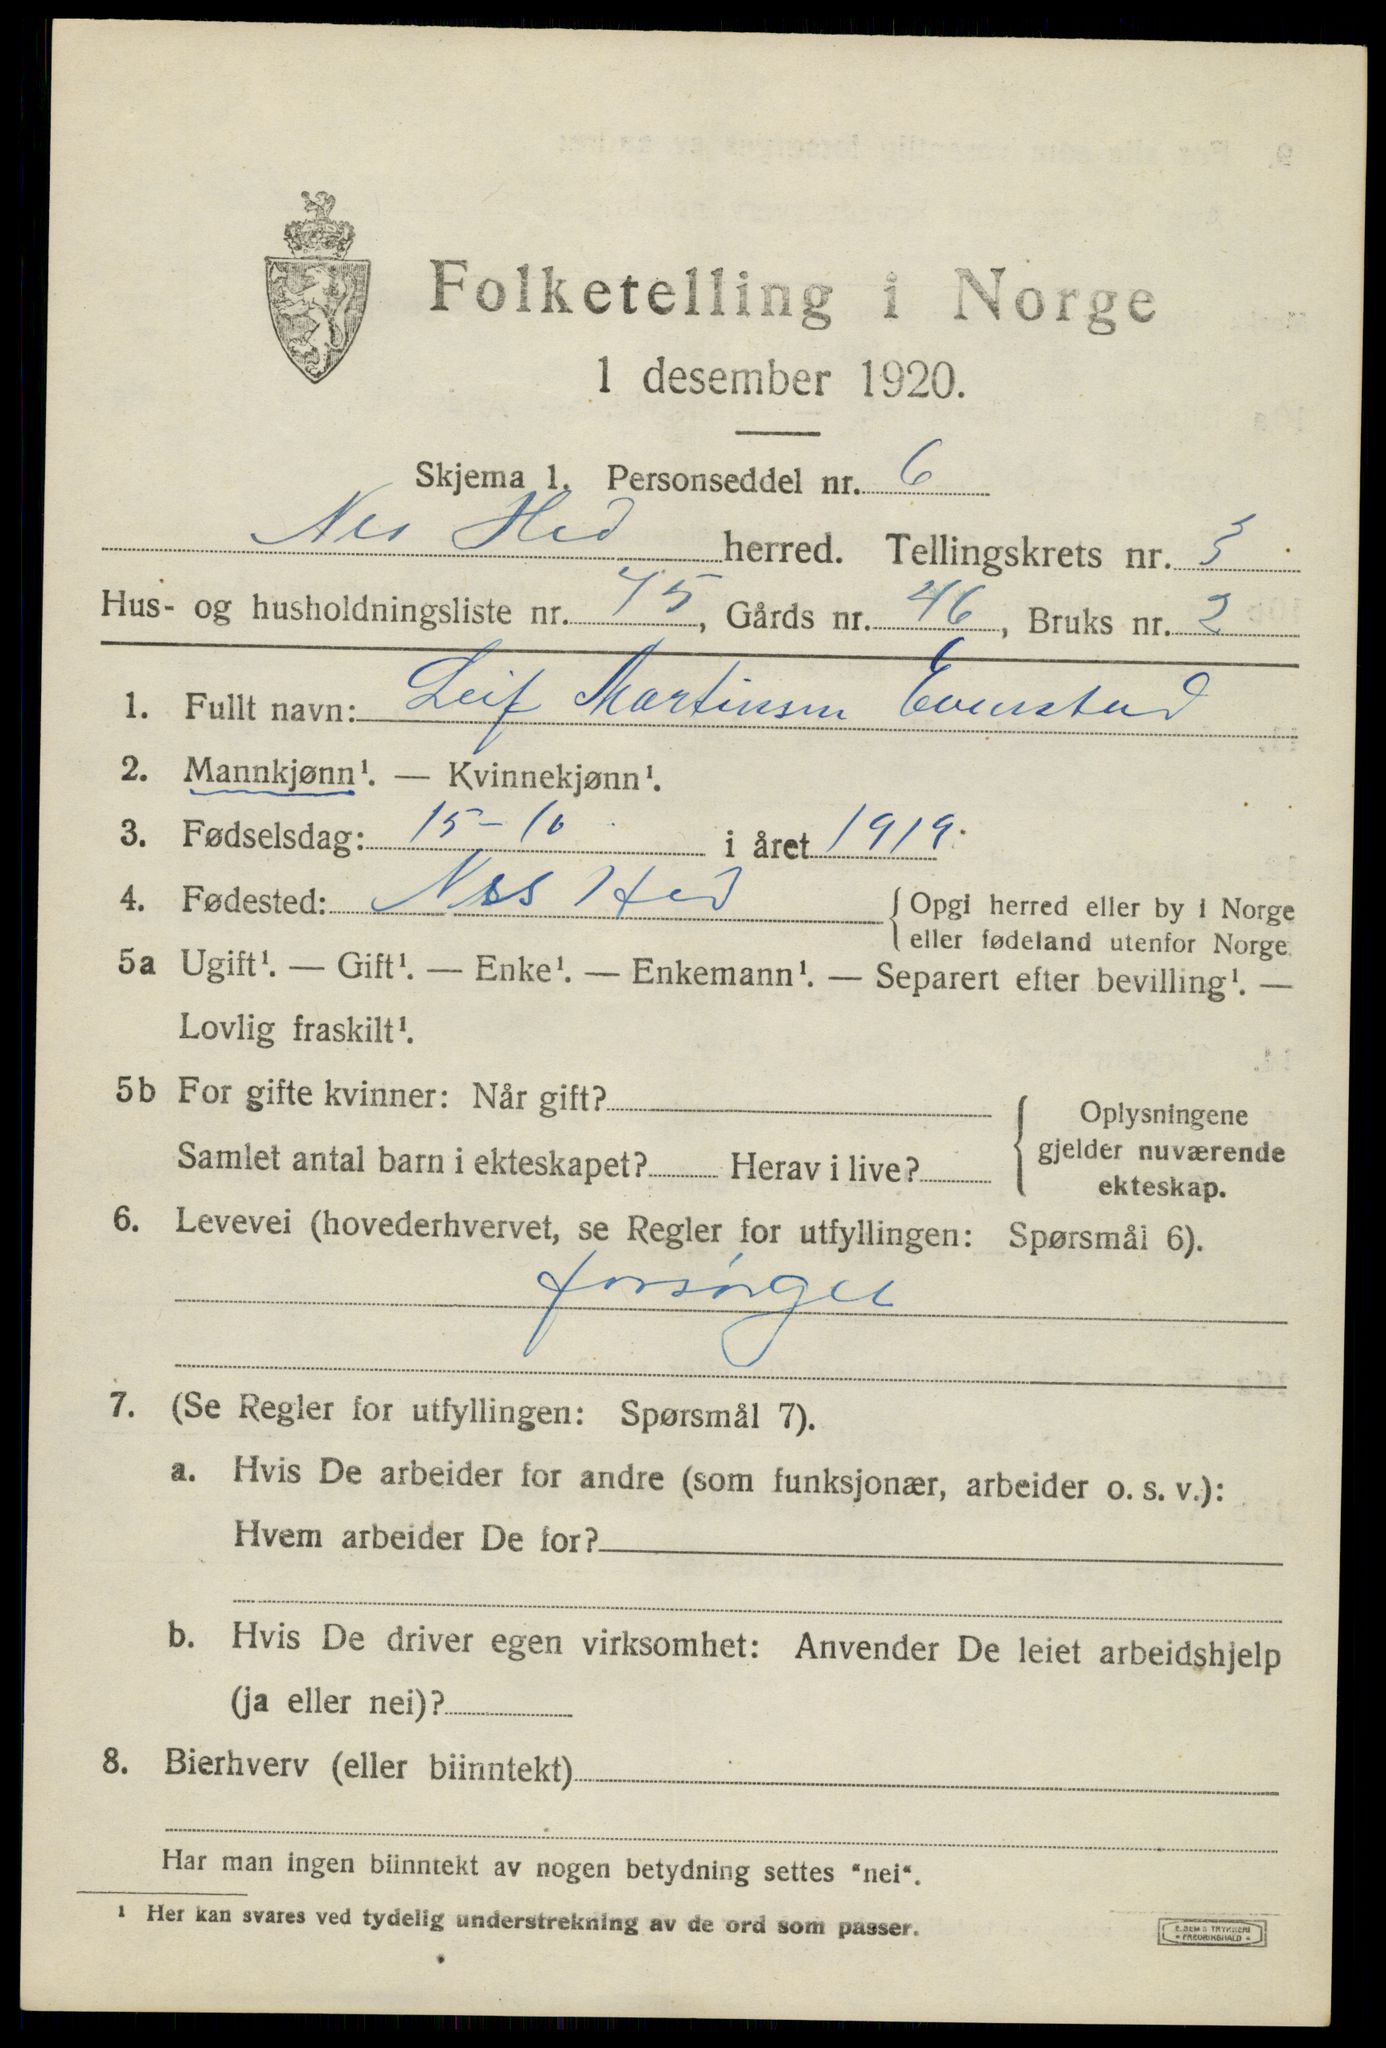 Folketelling i Norge
1 desember 1920.
Skjema 1. Personseddel nr. 6
Nes Hed herred. Tellingskrets nr. 3
Hus- og husholdningsliste nr. 75, Gårds nr. 46, Bruks nr. 2
1. Fullt navn: Leif Martinsen Evenstad
2. Mannkjønn¹. — Kvinnekjønn¹.
3. Fødselsdag: 15-10 i året 1919.
4. Fødested: Nes Hed { Opgi herred eller by i Norge
eller fødeland utenfor Norge.
5a Ugift¹. — Gift¹. — Enke¹. — Enkemann¹. — Separert efter bevilling¹. —
Lovlig fraskilt¹.
5b For gifte kvinner: Når gift?
Samlet antal barn i ekteskapet? Herav i live?
{ Oplysningene
gjelder nuværende
ekteskap.
6. Levevei (hovederhvervet, se Regler for utfyllingen: Spørsmål 6).
forsørget
7. (Se Regler for utfyllingen: Spørsmål 7).
a. Hvis De arbeider for andre (som funksjonær, arbeider o. s. v.):
Hvem arbeider De for?
b. Hvis De driver egen virksomhet: Anvender De leiet arbeidshjelp
(ja eller nei)?
8. Bierhverv (eller biinntekt)
Har man ingen biinntekt av nogen betydning settes "nei".
1 Her kan svares ved tydelig understrekning av de ord som passer.
E. SEM'S TRYKKERI
FREDRIKSHALD